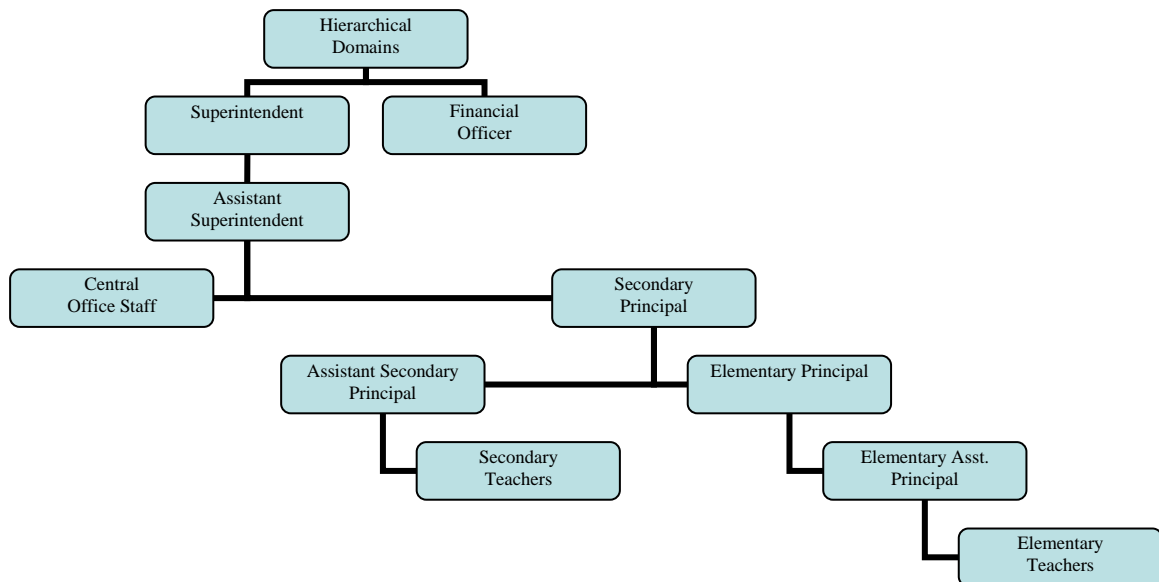 Hierarchical
Domains
Superintendent
Financial
Officer
Assistant
Superintendent
Central
Office Staff
Secondary
Principal
Assistant Secondary
Principal
Elementary Principal
Secondary
Teachers
Elementary Asst.
Principal
Elementary
Teachers